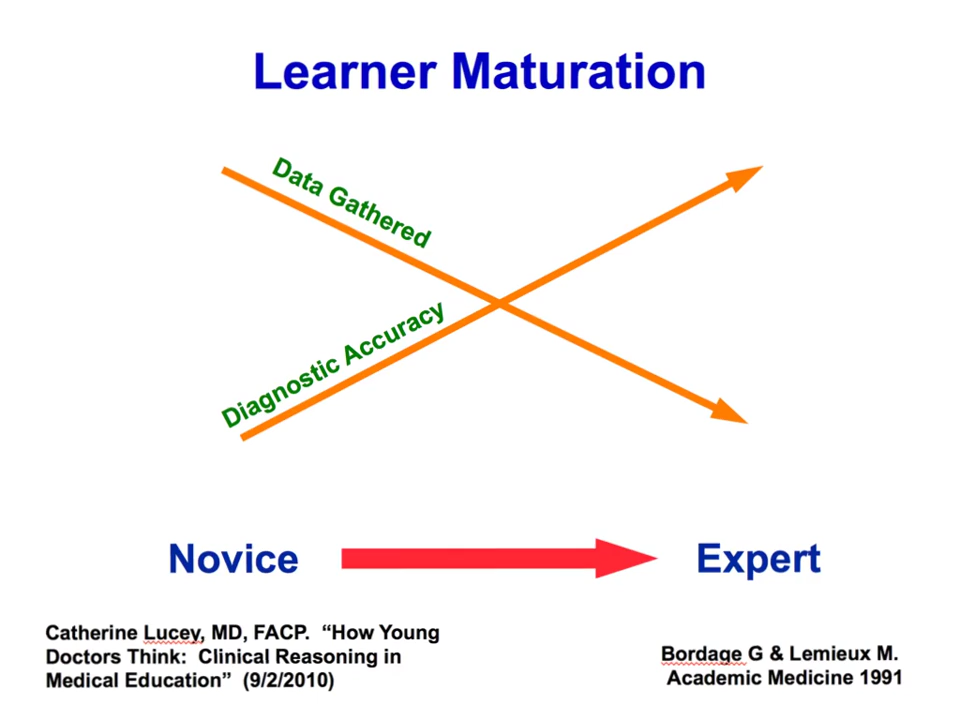 Learner Maturation
Data Gathered
Diagnostic Accuracy
Novice
Expert
Catherine Lucey, MD, FACP.  “How Young
Doctors Think:  Clinical Reasoning in
Medical Education”  (9/2/2010)
Bordage G & Lemieux M.
Academic Medicine 1991